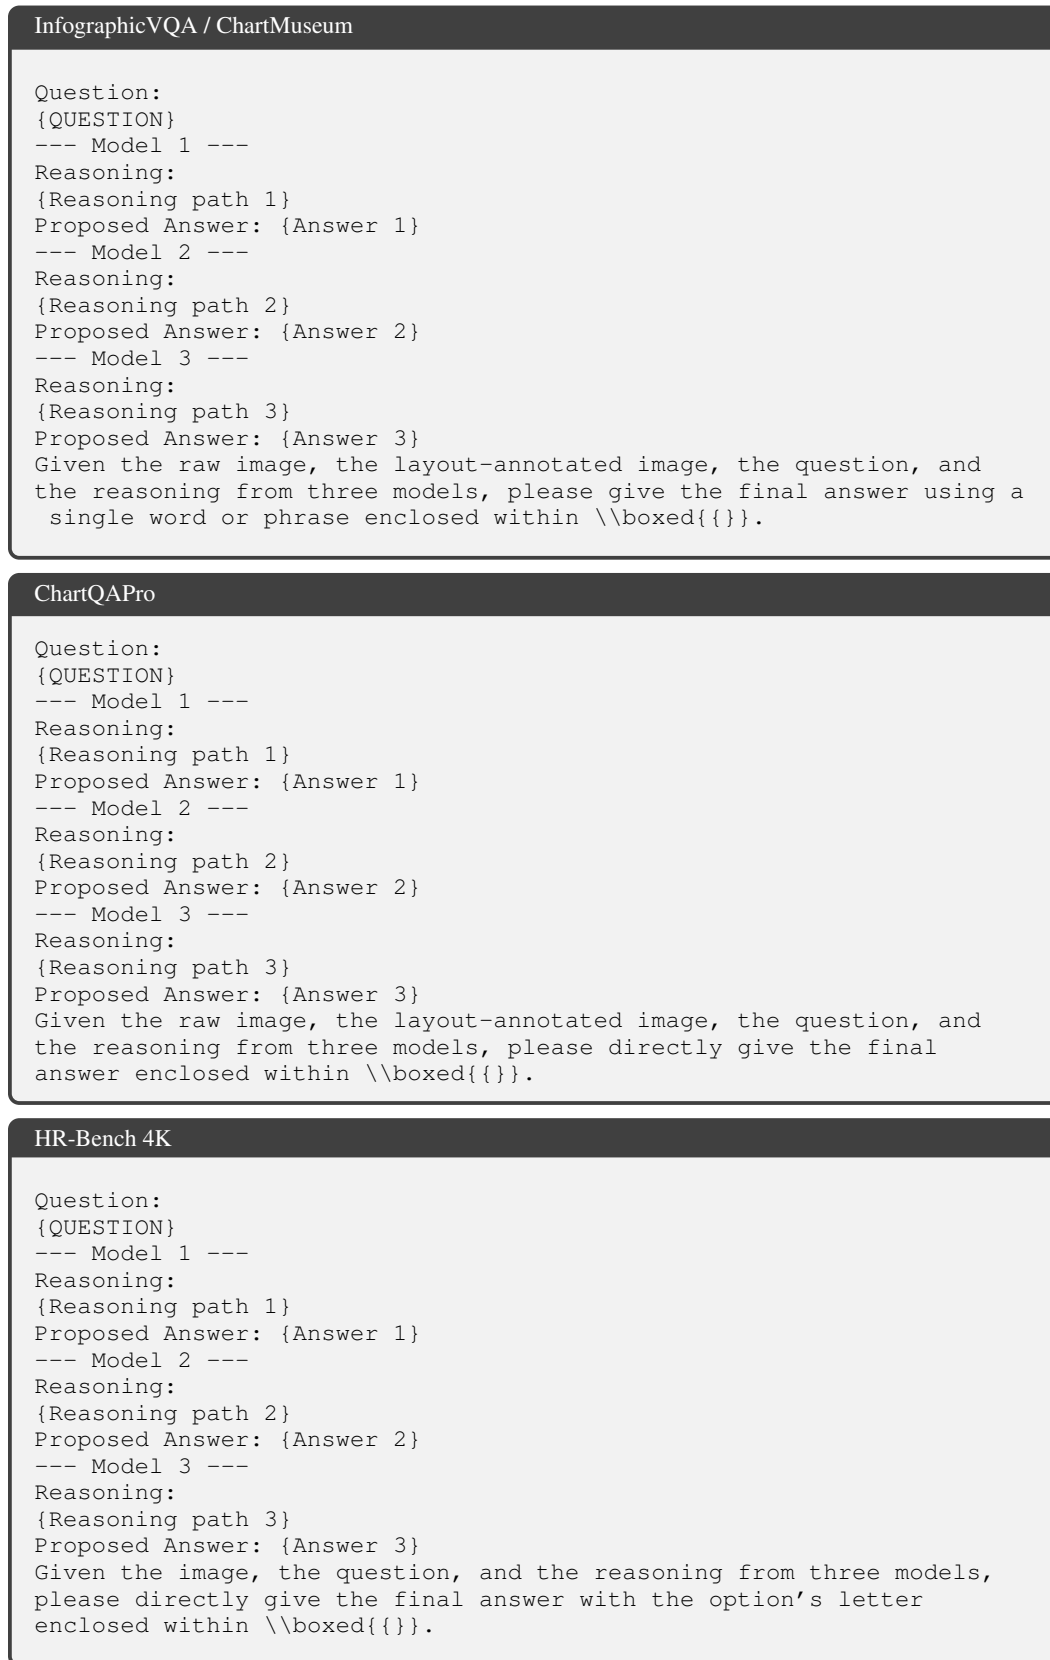 InfographicVQA / ChartMuseum
Question:
{QUESTION}
--- Model 1 ---
Reasoning:
{Reasoning path 1}
Proposed Answer: {Answer 1}
--- Model 2 ---
Reasoning:
{Reasoning path 2}
Proposed Answer: {Answer 2}
--- Model 3 ---
Reasoning:
{Reasoning path 3}
Proposed Answer: {Answer 3}
Given the raw image, the layout-annotated image, the question, and
the reasoning from three models, please give the final answer using a
single word or phrase enclosed within \\boxed{{}}.
ChartQAPro
Question:
{QUESTION}
--- Model 1 ---
Reasoning:
{Reasoning path 1}
Proposed Answer: {Answer 1}
--- Model 2 ---
Reasoning:
{Reasoning path 2}
Proposed Answer: {Answer 2}
--- Model 3 ---
Reasoning:
{Reasoning path 3}
Proposed Answer: {Answer 3}
Given the raw image, the layout-annotated image, the question, and
the reasoning from three models, please directly give the final
answer enclosed within \\boxed{{}}.
HR-Bench 4K
Question:
{QUESTION}
--- Model 1 ---
Reasoning:
{Reasoning path 1}
Proposed Answer: {Answer 1}
--- Model 2 ---
Reasoning:
{Reasoning path 2}
Proposed Answer: {Answer 2}
--- Model 3 ---
Reasoning:
{Reasoning path 3}
Proposed Answer: {Answer 3}
Given the image, the question, and the reasoning from three models,
please directly give the final answer with the option’s letter
enclosed within \\boxed{{}}.